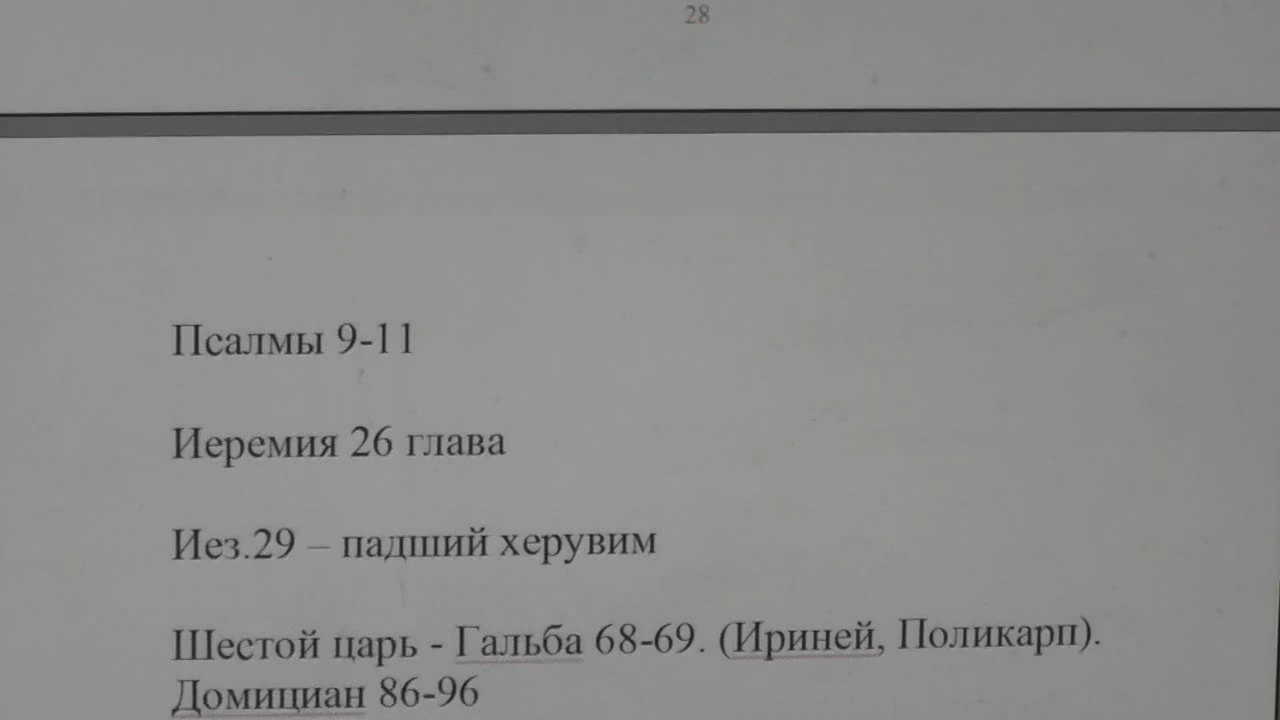 28
Псалмы 9-11
Иеремия 26 глава
Иез.29 – падший херувим
Шестой царь - Гальба 68-69. (Ириней, Поликарп).
Домициан 86-96